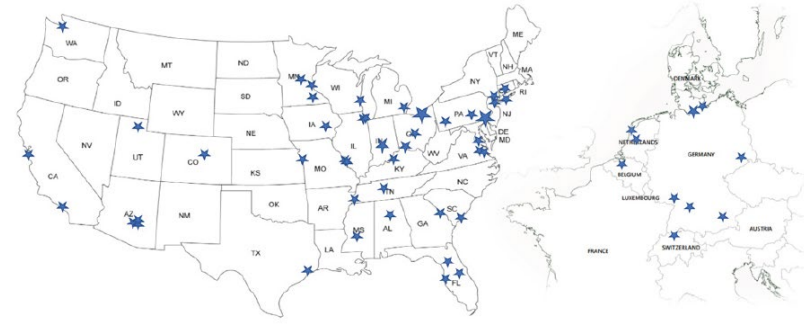 ME
WA
VT
NH
MA
MT
ND
MN
NY
RI
OR
WI
MI
SD
ID
WY
PA
NJ
IA
NE
DE
MD
NV
IL
UT
CO
WV
VA
CA
KS
MO
KY
NC
TN
OK
AZ
NM
AR
SC
MS
AL
GA
TX
LA
FL
DENMARK
NETHERLANDS
GERMANY
BELGIUM
LUXEMBOURG
AUSTRIA
FRANCE
SWITZERLAND